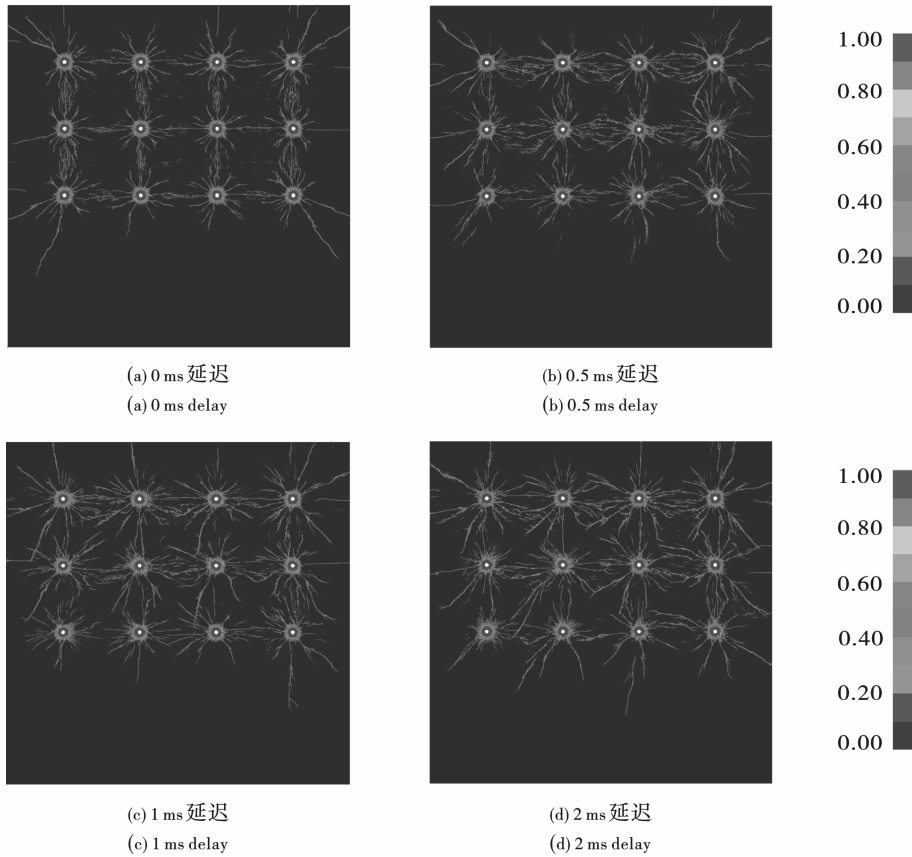 1.00
0.80
0.60
0.40
0.20
0.00
(a) 0 ms 延迟
(a) 0 ms delay
(b) 0.5 ms 延迟
(b) 0.5 ms delay
1.00
0.80
0.60
0.40
0.20
0.00
(c) 1 ms 延迟
(c) 1 ms delay
(d) 2 ms 延迟
(d) 2 ms delay